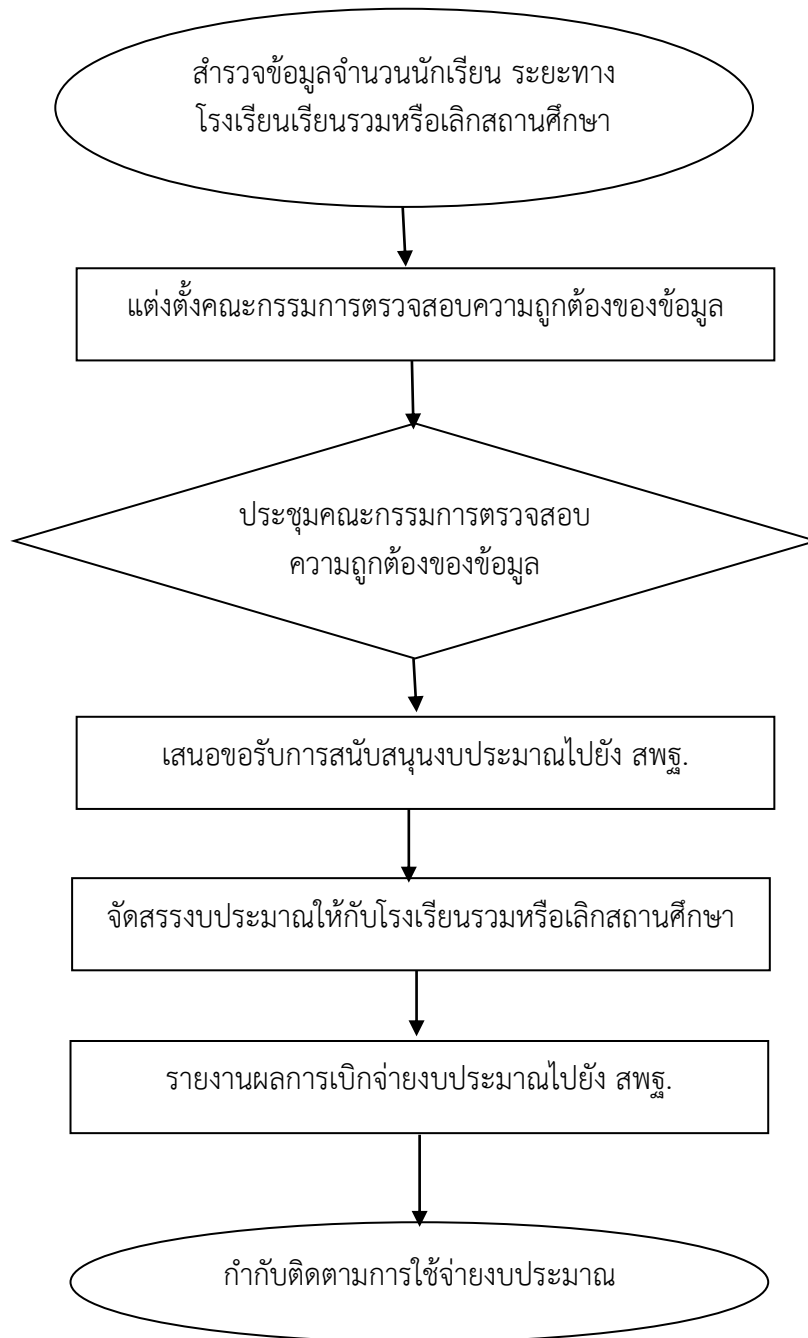 สำรวจข้อมูลจำนวนนักเรียน ระยะทาง
โรงเรียนเรียนรวมหรือเลิกสถานศึกษา
แต่งตั้งคณะกรรมการตรวจสอบความถูกต้องของข้อมูล
ประชุมคณะกรรมการตรวจสอบ
ความถูกต้องของข้อมูล
เสนอขอรับการสนับสนุนงบประมาณไปยัง สพฐ.
จัดสรรงบประมาณให้กับโรงเรียนรวมหรือเลิกสถานศึกษา
รายงานผลการเบิกจ่ายงบประมาณไปยัง สพฐ.
กำกับติดตามการใช้จ่ายงบประมาณ